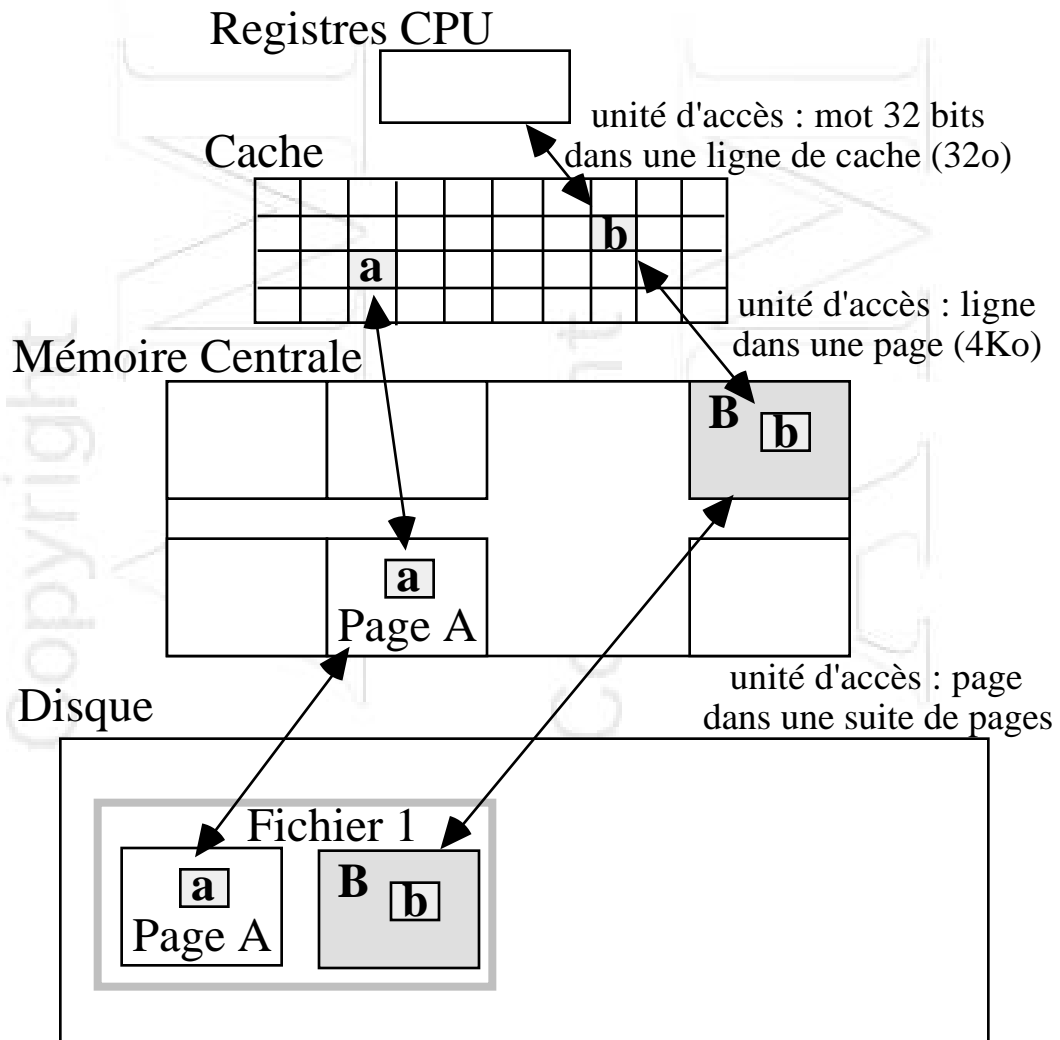 Registres CPU
unité d'accès : mot 32 bits
dans une ligne de cache (32o)
Cache
b
a
unité d'accès : ligne
dans une page (4Ko)
Mémoire Centrale
B
b
a
Page A
unité d'accès : page
dans une suite de pages
Disque
Fichier 1
a
Page A
B
b
Copyright